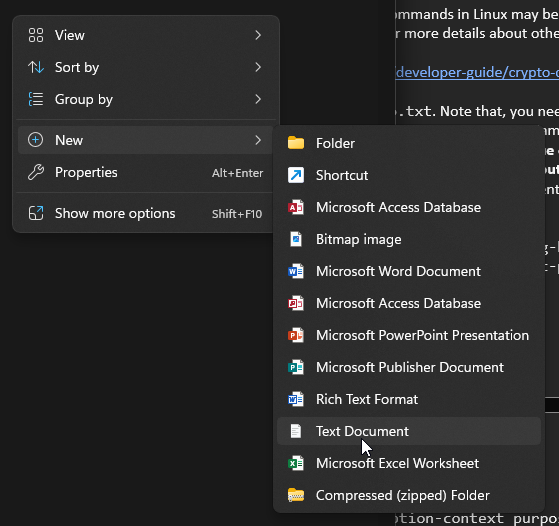 ommands in Linux may be
View
r more details about othe
Sort by
developer-guide/crypto-
Group by
.txt. Note that, you nee
New
Folder
Properties Alt+Enter
Shortcut
Show more options Shift+F10
Microsoft Access Database
Bitmap image
Microsoft Word Document
Microsoft Access Database
Microsoft PowerPoint Presentation
Microsoft Publisher Document
Rich Text Format
Text Document
Microsoft Excel Worksheet
Compressed (zipped) Folder
tion-context purpo